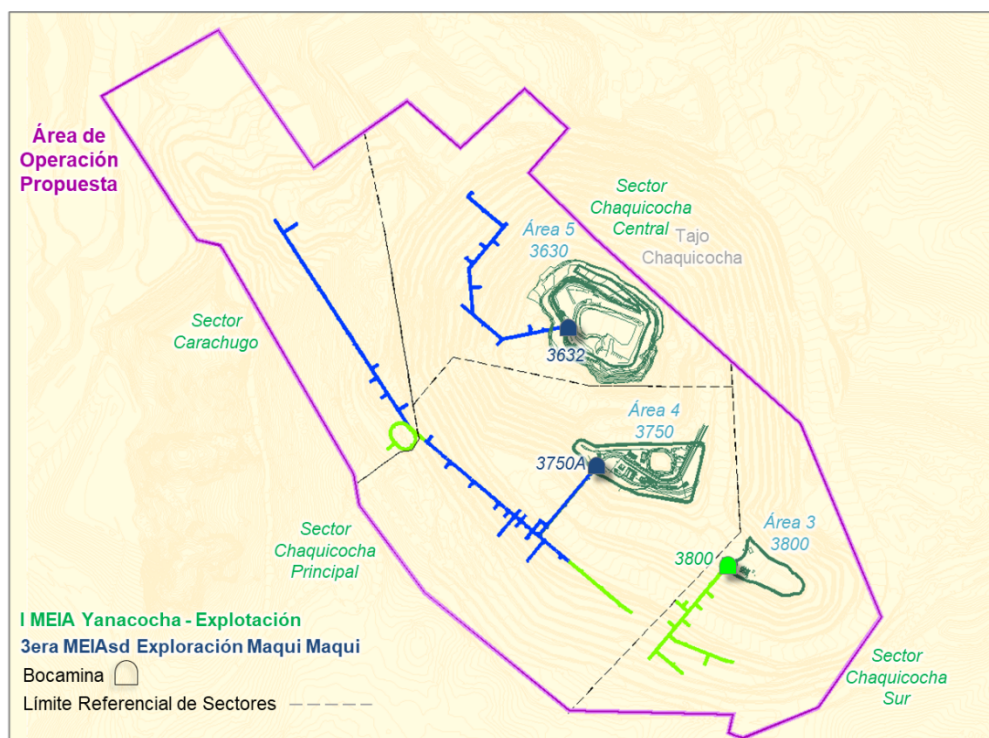 Área de
Operación
Propuesta
Sector
Chaquicocha
Central
Tajo
Chaquicocha
Área 5
3630
3632
Sector
Carachugo
Área 4
3750
3750A
Área 3
3800
3800
Sector
Chaquicocha
Principal
I MEIA Yanacocha - Explotación
3era MEIAsd Exploración Maqui Maqui
Bocamina
Límite Referencial de Sectores
Sector
Chaquicocha
Sur